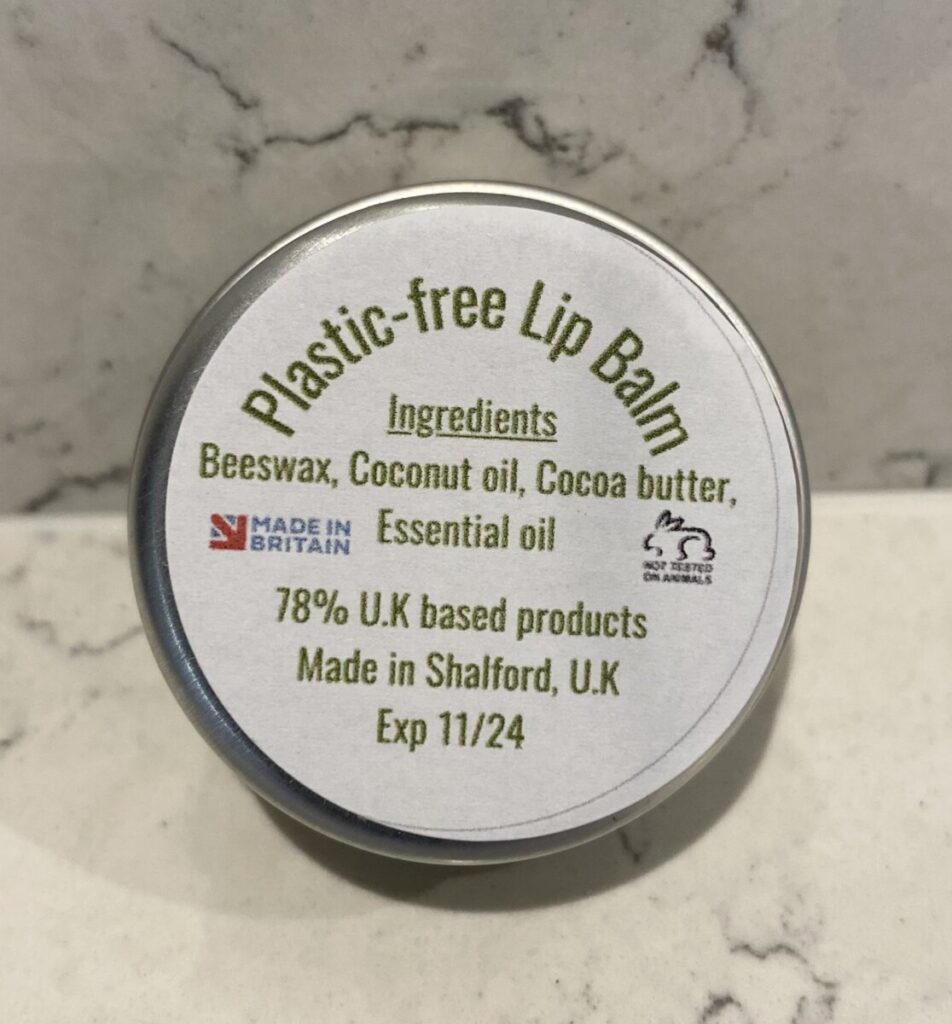 Plastic-free Lip Balm
Ingredients
Beeswax, Coconut oil, Cocoa butter,
Essential oil
MADE IN
BRITAIN
NOT TESTED
ON ANIMALS
78% U.K based products
Made in Shalford, U.K
Exp 11/24